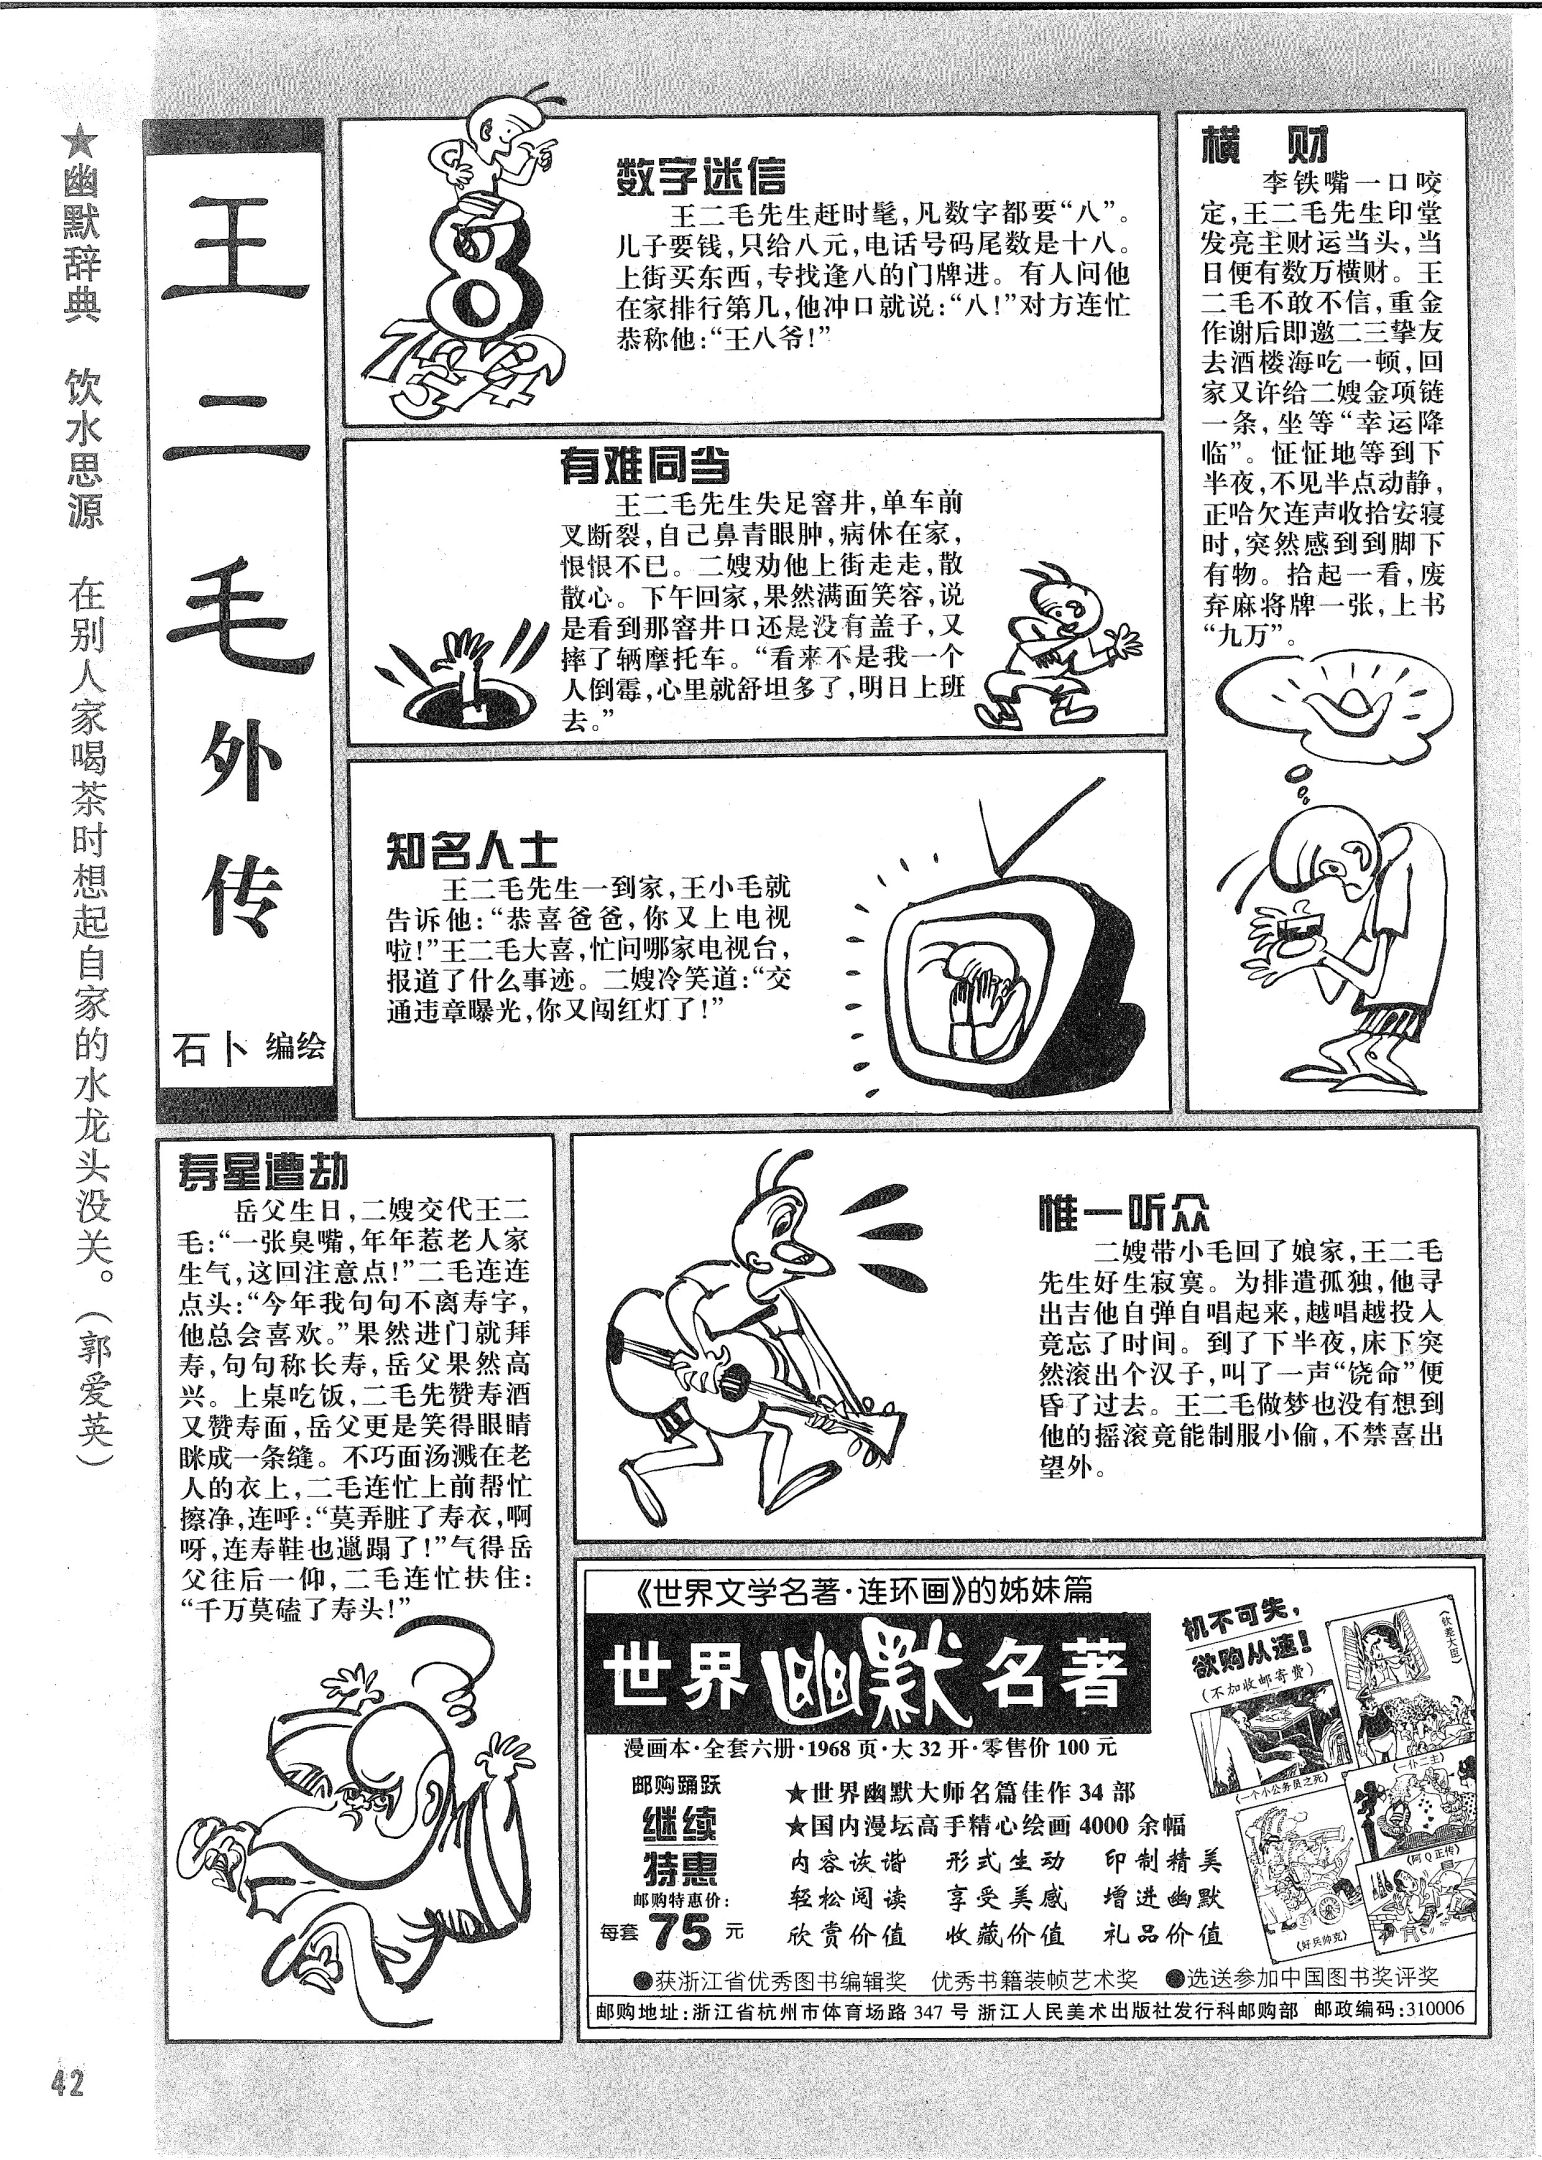 ★幽默辞典 饮水思源 在别人家喝茶时想起自家的水龙头没关。(郭爱英)
王二毛外传
石卜 编绘
数字迷信
王二毛先生赶时髦,凡数字都要“八”。
儿子要钱,只给八元,电话号码尾数是十八。
上街买东西,专找逢八的门牌进。有人问他
在家排行第几,他冲口就说:“八!”对方连忙
恭称他:“王八爷!”
有难同当
王二毛先生失足窨井,单车前
叉断裂,自己鼻青眼肿,病休在家,
恨恨不已。二嫂劝他上街走走,散
散心。下午回家,果然满面笑容,说
是看到那窨井口还是没有盖子,又
摔了辆摩托车。“看来不是我一个
人倒霉,心里就舒坦多了,明日上班
去。”
知名人士
王二毛先生一到家,王小毛就
告诉他:“恭喜爸爸,你又上电视
啦!”王二毛大喜,忙问哪家电视台,
报道了什么事迹。二嫂冷笑道:“交
通违章曝光,你又闯红灯了!”
横财
李铁嘴一口咬
定,王二毛先生印堂
发亮主财运当头,当
日便有数万横财。王
二毛不敢不信,重金
作谢后即邀二三挚友
去酒楼海吃一顿,回
家又许给二嫂金项链
一条,坐等“幸运降
临”。怔怔地等到下
半夜,不见半点动静,
正哈欠连声收拾安寝
时,突然感到到脚下
有物。拾起一看,废
弃麻将牌一张,上书
“九万”。
寿星遭劫
岳父生日,二嫂交代王二
毛:“一张臭嘴,年年惹老人家
生气,这回注意点!”二毛连连
点头:“今年我句句不离寿字,
他总会喜欢。”果然进门就拜
寿,句句称长寿,岳父果然高
兴。上桌吃饭,二毛先赞寿酒
又赞寿面,岳父更是笑得眼睛
眯成一条缝。不巧面汤溅在老
人的衣上,二毛连忙上前帮忙
擦净,连呼:“莫弄脏了寿衣,啊
呀,连寿鞋也邋蹋了!”气得岳
父往后一仰,二毛连忙扶住:
“千万莫磕了寿头!”
惟一听众
二嫂带小毛回了娘家,王二毛
先生好生寂寞。为排遣孤独,他寻
出吉他自弹自唱起来,越唱越投人
竟忘了时间。到了下半夜,床下突
然滚出个汉子,叫了一声“饶命”便
昏了过去。王二毛做梦也没有想到
他的摇滚竟能制服小偷,不禁喜出
望外。
《世界文学名著·连环画》的姊妹篇
世界幽默名著
漫画本·全套六册·1968页·大32开·零售价100元
邮购踊跃
继续
特惠
邮购特惠价:
每套75元
★世界幽默大师名篇佳作34部
★国内漫坛高手精心绘画4000余幅
内容诙谐 形式生动 印制精美
轻松阅读 享受美感 增进幽默
欣赏价值 收藏价值 礼品价值
机不可失,
欲购从速!
(不加收邮寄费)
《钦差大臣》
《一个小公务员之死》
《一仆二主》
《阿Q正传》
《好兵帅克》
●获浙江省优秀图书编辑奖 优秀书籍装帧艺术奖 ●选送参加中国图书奖评奖
邮购地址:浙江省杭州市体育场路347号 浙江人民美术出版社发行科邮购部 邮政编码:310006
42